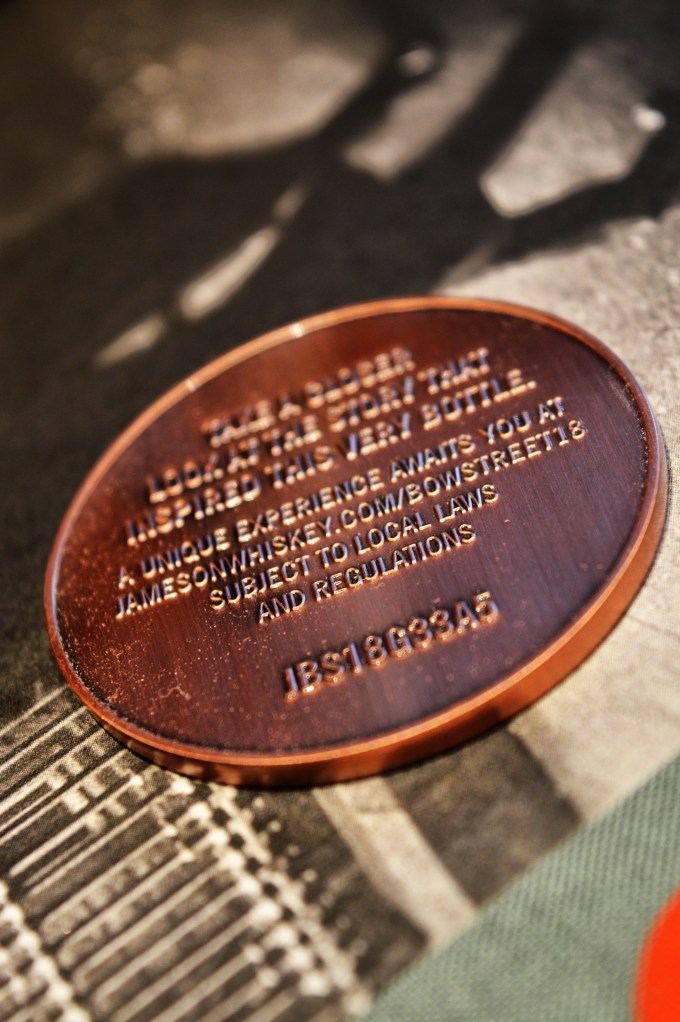 TAKE A CLOSER
LOOK AT THE STORY THAT
INSPIRED THIS VERY BOTTLE.
A UNIQUE EXPERIENCE AWAITS YOU AT
JAMESONWHISKEY.COM/BOWSTREET18
SUBJECT TO LOCAL LAWS
AND REGULATIONS
JBS18G33A5